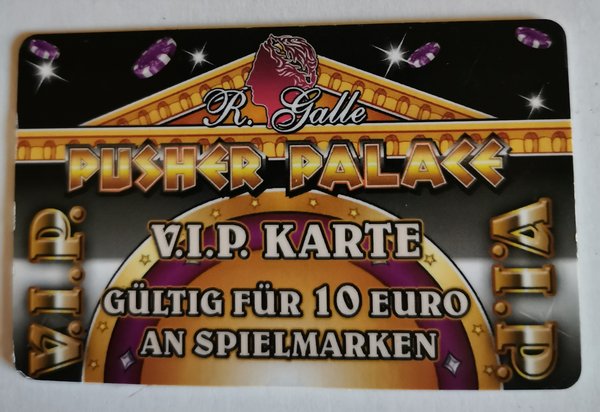 R. Galle
PUSHER PALACE
V.I.P.
V.I.P. KARTE
GÜLTIG FÜR 10 EURO
AN SPIELMARKEN
V.I.P.